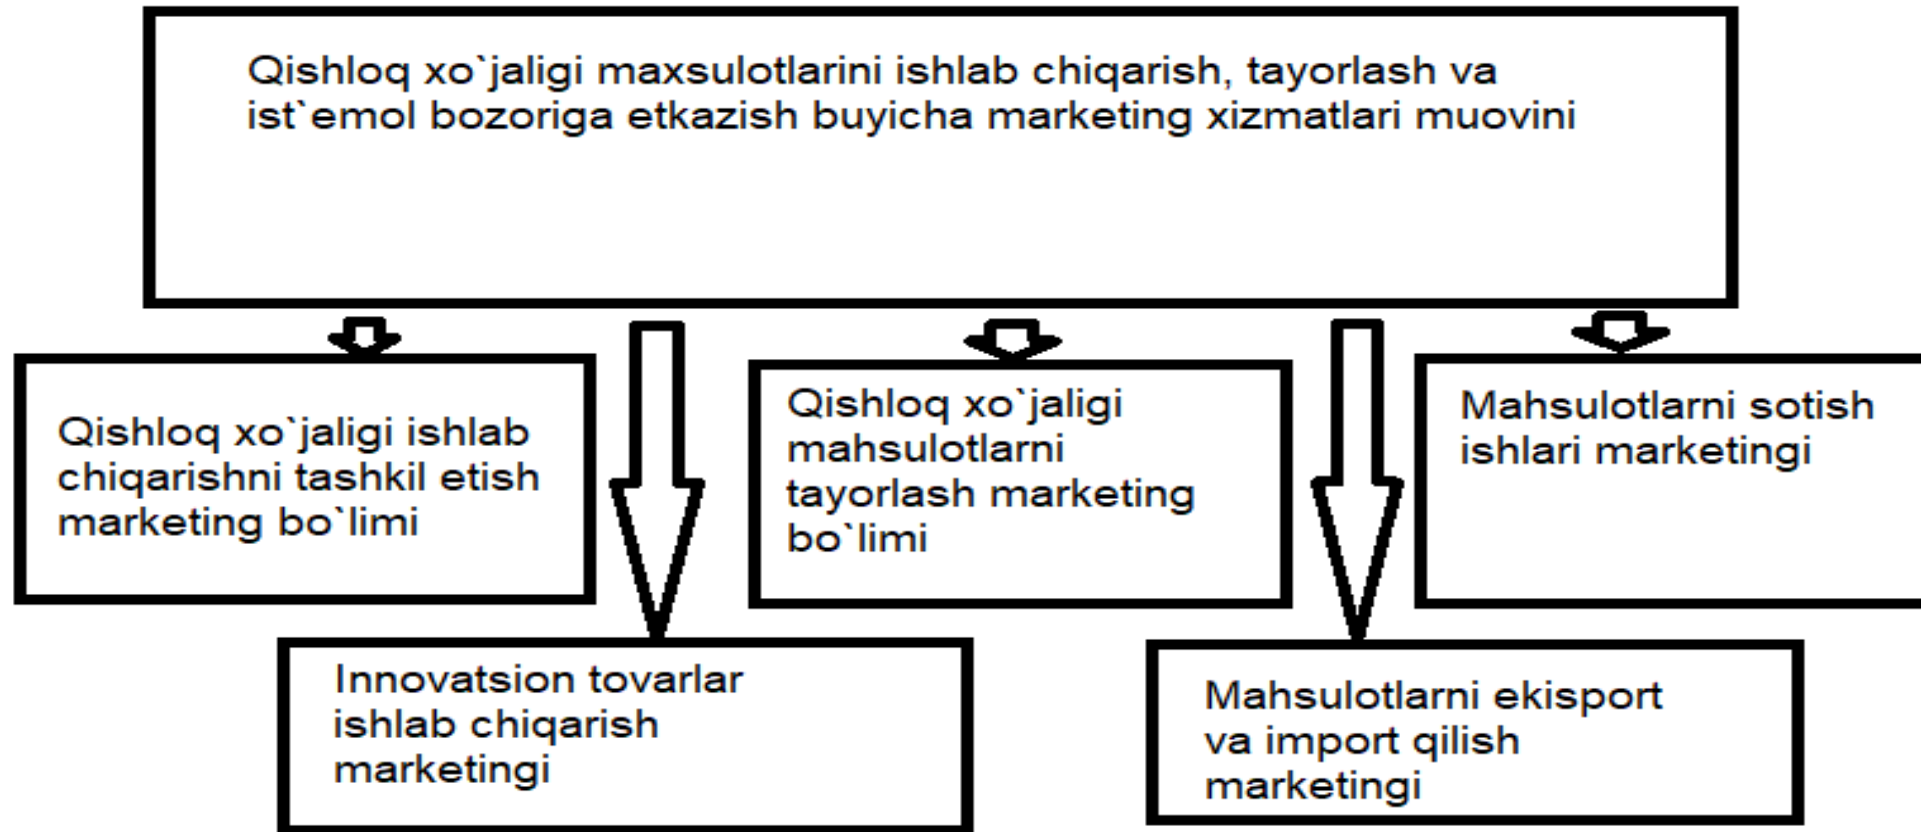 Qishloq xo`jaligi maxsulotlarini ishlab chiqarish, tayorlash va
ist`emol bozoriga etkazish buyicha marketing xizmatlari muovini
Qishloq xo`jaligi ishlab
chiqarishni tashkil etish
marketing bo`limi
Qishloq xo`jaligi
mahsulotlarni
tayorlash marketing
bo`limi
Mahsulotlarni sotish
ishlari marketingi
Innovatsion tovarlar
ishlab chiqarish
marketingi
Mahsulotlarni ekisport
va import qilish
marketingi